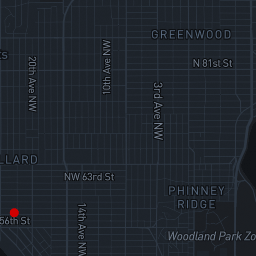 GREENWOOD
N 81st St
20th Ave NW
10th Ave NW
3rd Ave NW
LLARD
NW 63rd St
PHINNEY
RIDGE
56th St
14th Ave NW
Woodland Park Zo